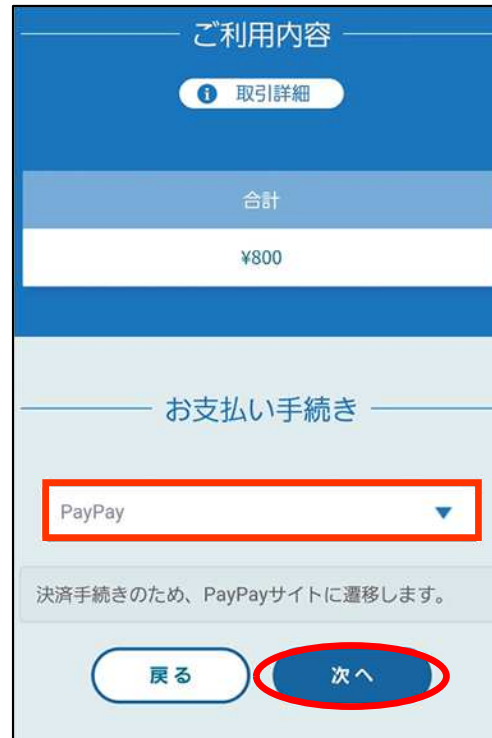 ご利用内容
取引詳細
合計
¥800
お支払い手続き
PayPay
決済手続きのため、PayPayサイトに遷移します。
戻る
次へ